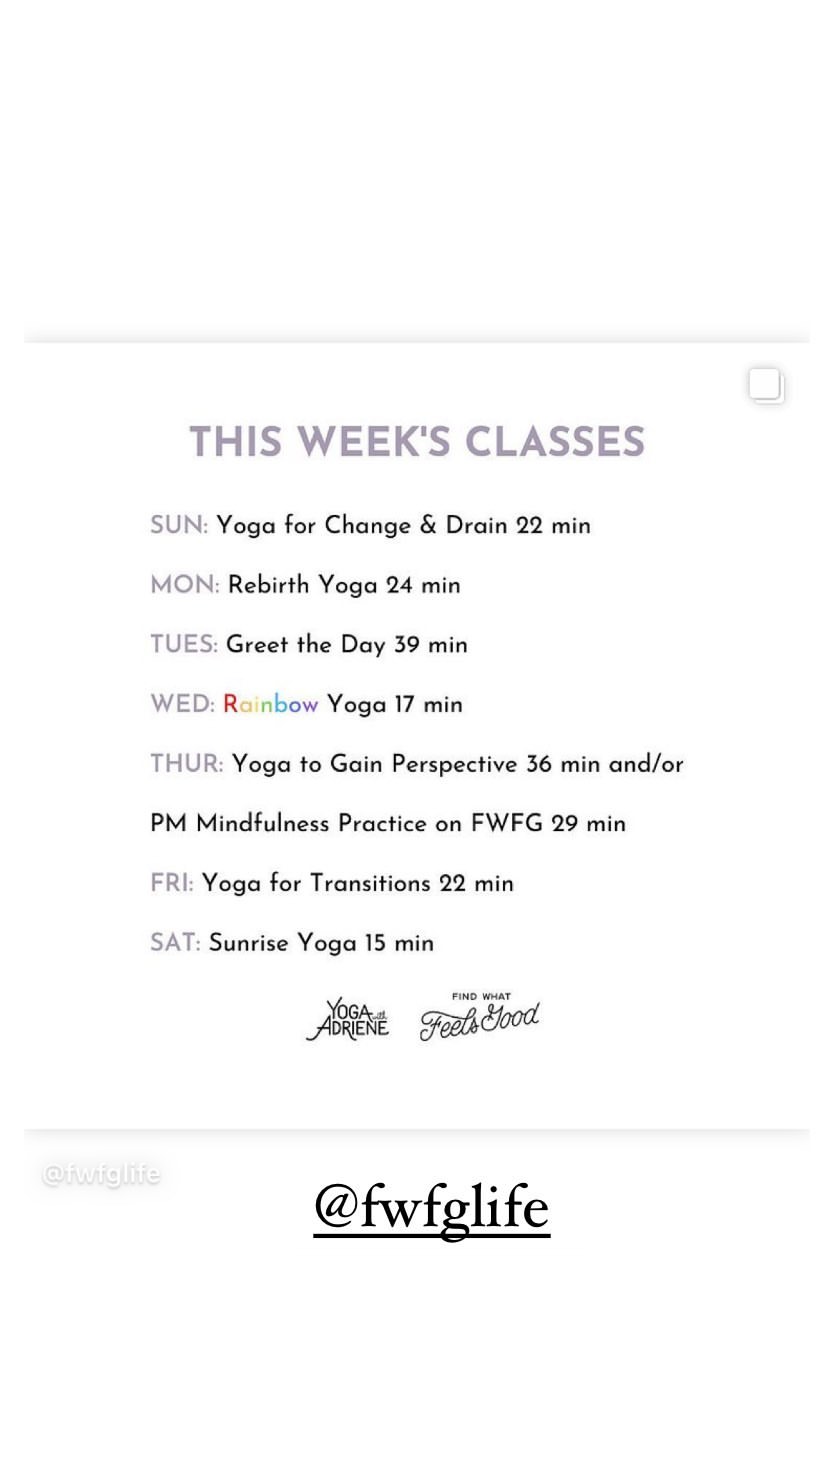 THIS WEEK'S CLASSES
SUN: Yoga for Change & Drain 22 min
MON: Rebirth Yoga 24 min
TUES: Greet the Day 39 min
WED: Rainbow Yoga 17 min
THUR: Yoga to Gain Perspective 36 min and/or
PM Mindfulness Practice on FWFG 29 min
FRI: Yoga for Transitions 22 min
SAT: Sunrise Yoga 15 min
YOGA with
ADRIENE
FIND WHAT
Feels Good
@fwfglife
@fwfglife